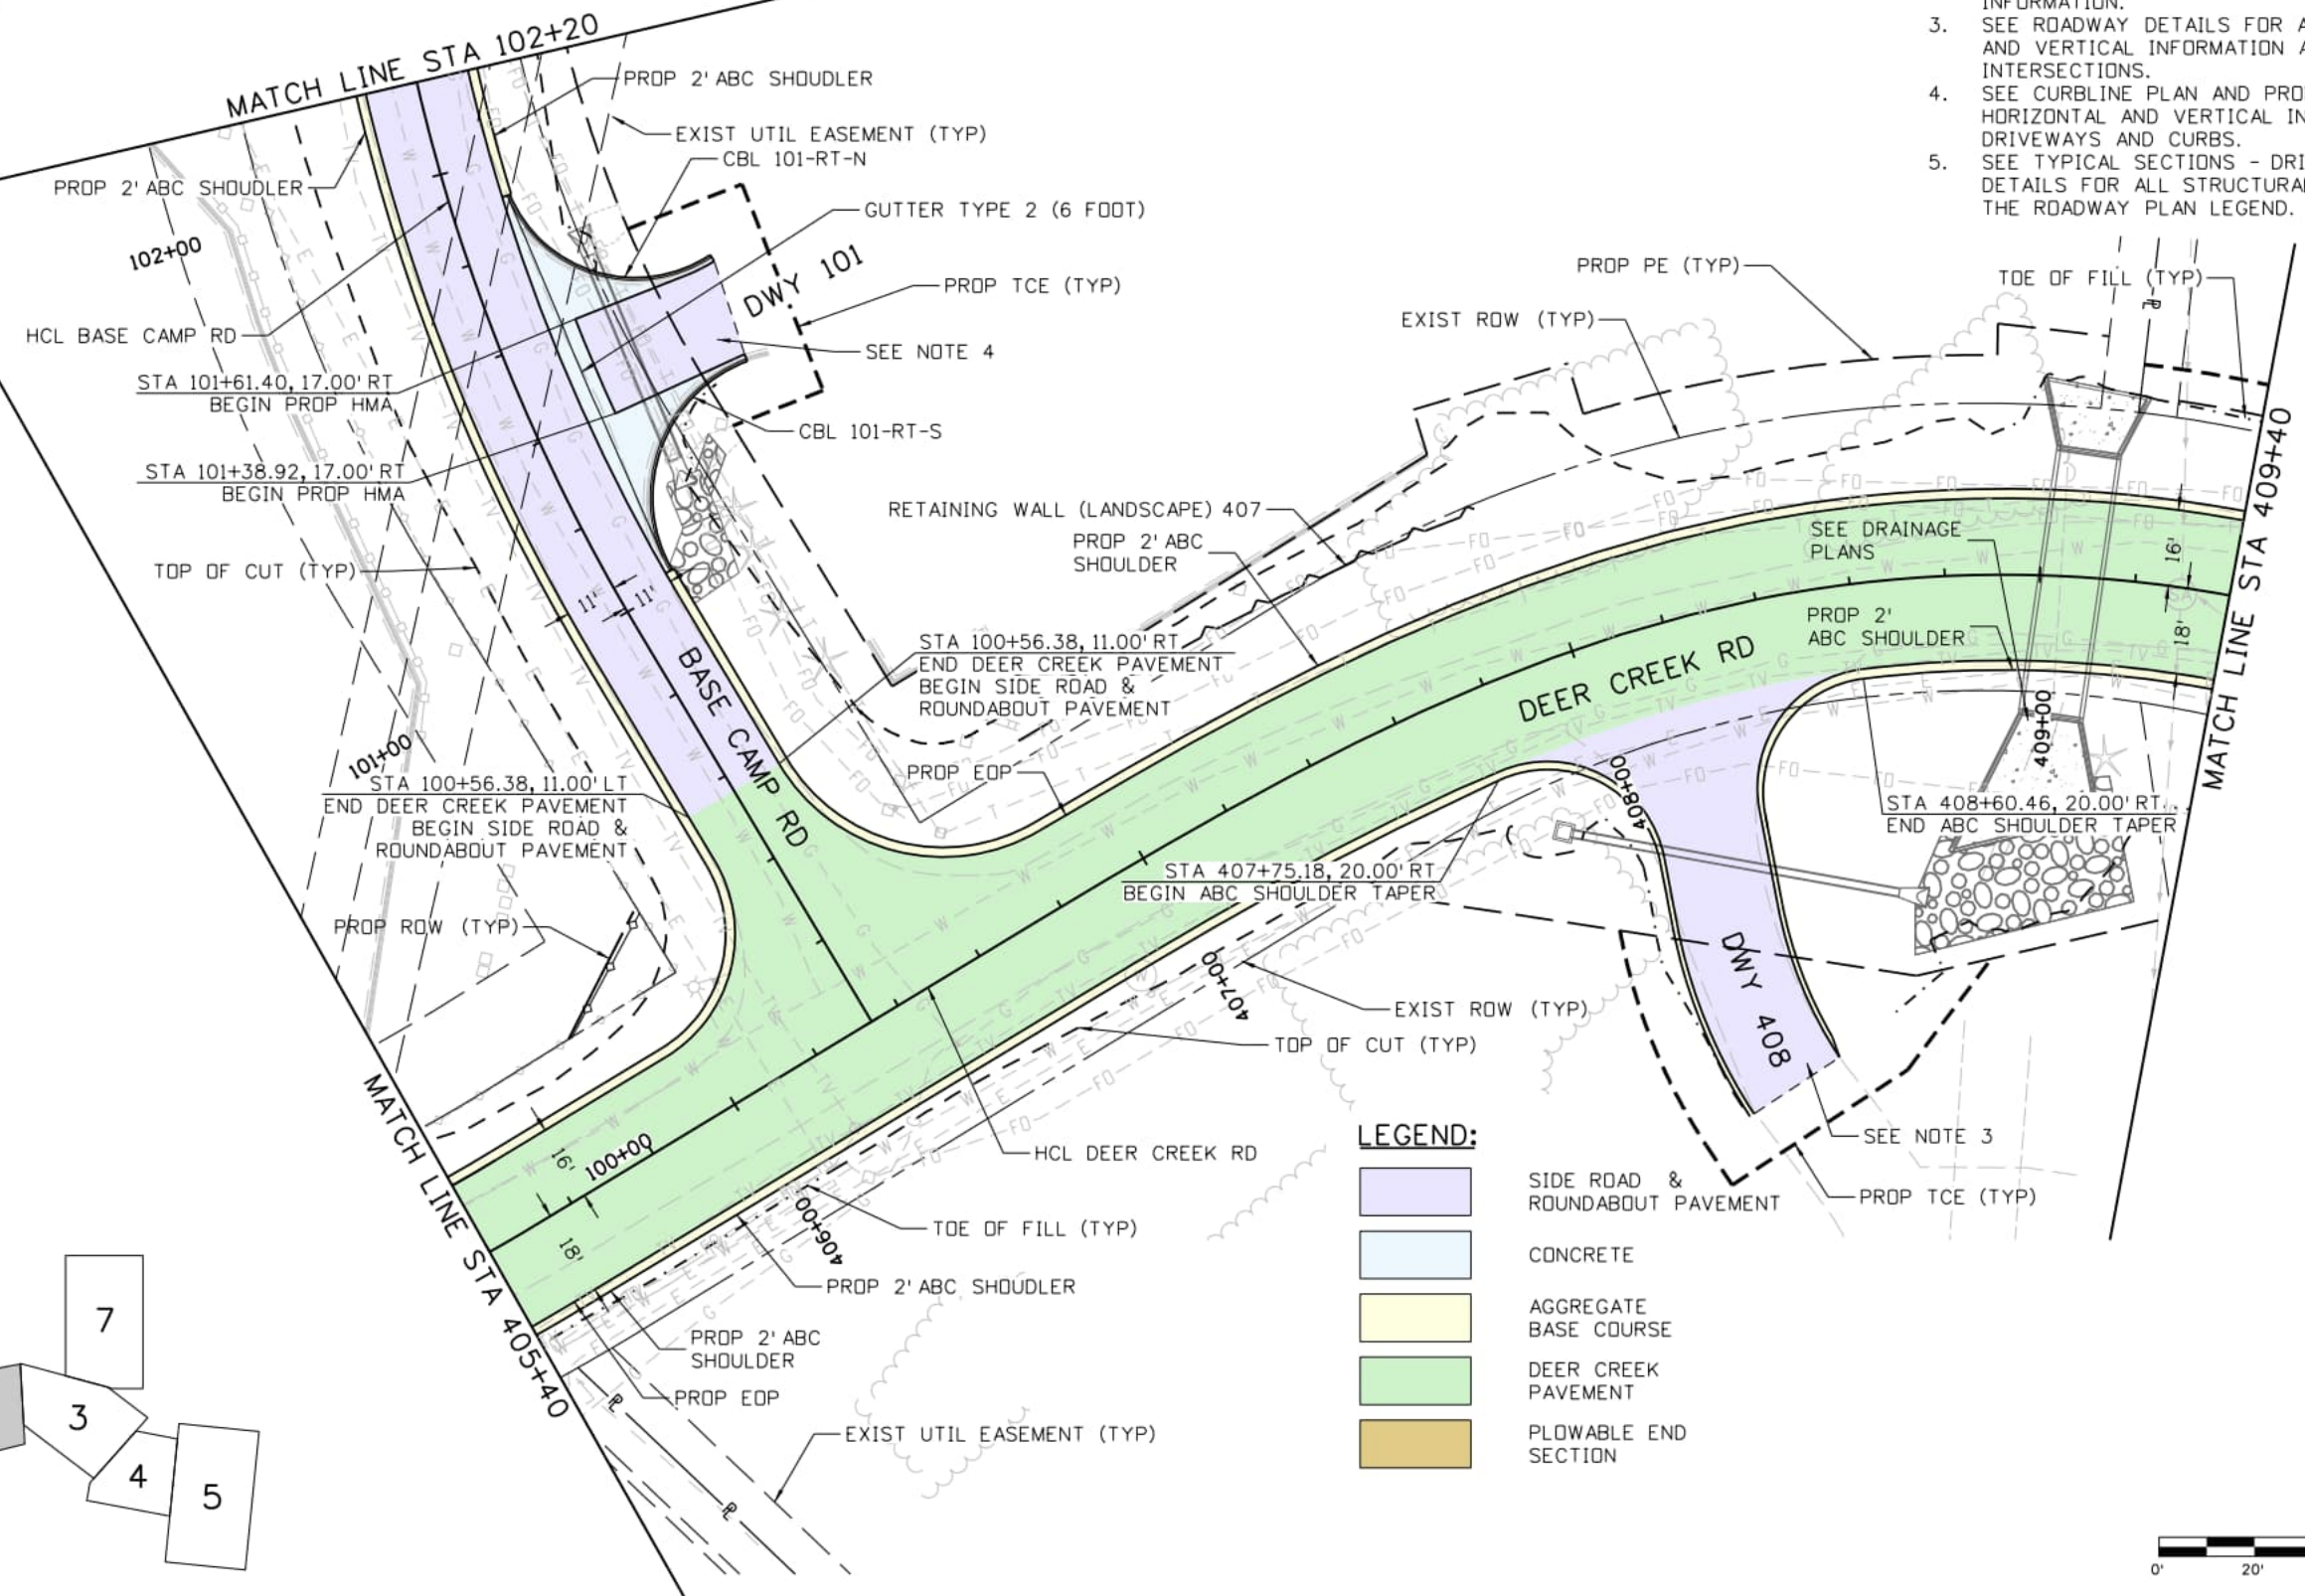 INFORMATION.
3. SEE ROADWAY DETAILS FOR
AND VERTICAL INFORMATION
INTERSECTIONS.
4. SEE CURBLINE PLAN AND
HORIZONTAL AND VERTICAL
DRIVEWAYS AND CURBS.
5. SEE TYPICAL SECTIONS -
DETAILS FOR ALL
THE ROADWAY PLAN LEGEND.
MATCH LINE STA 102+20
PROP 2' ABC SHOUDLER
EXIST UTIL EASEMENT (TYP)
CBL 101-RT-N
PROP 2' ABC SHOUDLER
GUTTER TYPE 2 (6 FOOT)
102+00
DWY 101
PROP TCE (TYP)
HCL BASE CAMP RD
SEE NOTE 4
STA 101+61.40, 17.00' RT
BEGIN PROP HMA
CBL 101-RT-S
STA 101+38.92, 17.00' RT
BEGIN PROP HMA
TOP OF CUT (TYP)
11'
11'
PROP PE (TYP)
TOE OF FILL (TYP)
EXIST ROW (TYP)
PL
RETAINING WALL (LANDSCAPE) 407
PROP 2' ABC
SHOULDER
SEE DRAINAGE
PLANS
16'
MATCH LINE STA 409+40
PROP 2'
ABC SHOULDER
18'
STA 100+56.38, 11.00' RT
END DEER CREEK PAVEMENT
BEGIN SIDE ROAD &
ROUNDABOUT PAVEMENT
BASE CAMP RD
DEER CREEK RD
409+00
101+00
STA 100+56.38, 11.00' LT
END DEER CREEK PAVEMENT
BEGIN SIDE ROAD &
ROUNDABOUT PAVEMENT
PROP EOP
408+00
STA 408+60.46, 20.00' RT
END ABC SHOULDER TAPER
STA 407+75.18, 20.00' RT
BEGIN ABC SHOULDER TAPER
PROP ROW (TYP)
407+00
DWY 408
EXIST ROW (TYP)
TOP OF CUT (TYP)
MATCH LINE STA 405+40
16'
100+00
HCL DEER CREEK RD
SEE NOTE 3
PROP TCE (TYP)
18'
406+00
TOE OF FILL (TYP)
PROP 2' ABC SHOUDLER
PROP 2' ABC
SHOULDER
PROP EOP
PL
EXIST UTIL EASEMENT (TYP)
PL
LEGEND:
SIDE ROAD &
ROUNDABOUT PAVEMENT
CONCRETE
AGGREGATE
BASE COURSE
DEER CREEK
PAVEMENT
PLOWABLE END
SECTION
7
3
4
5
0'
20'